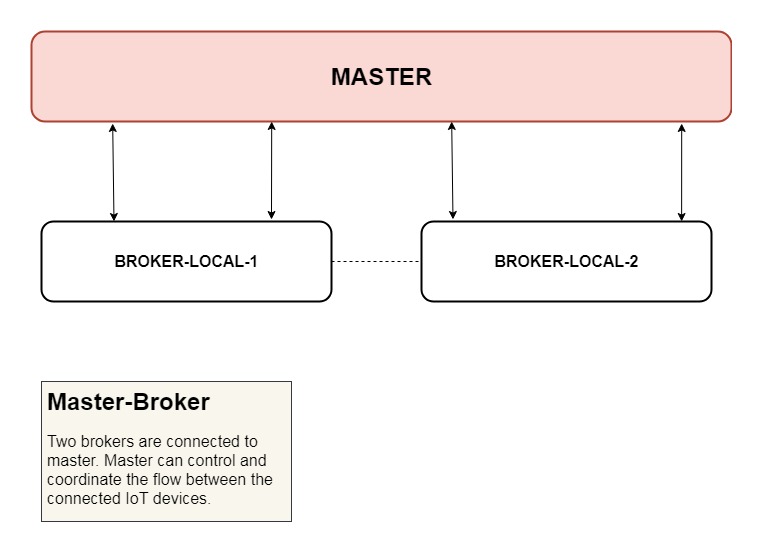 MASTER
BROKER-LOCAL-1
BROKER-LOCAL-2
Master-Broker
Two brokers are connected to
master. Master can control and
coordinate the flow between the
connected IoT devices.